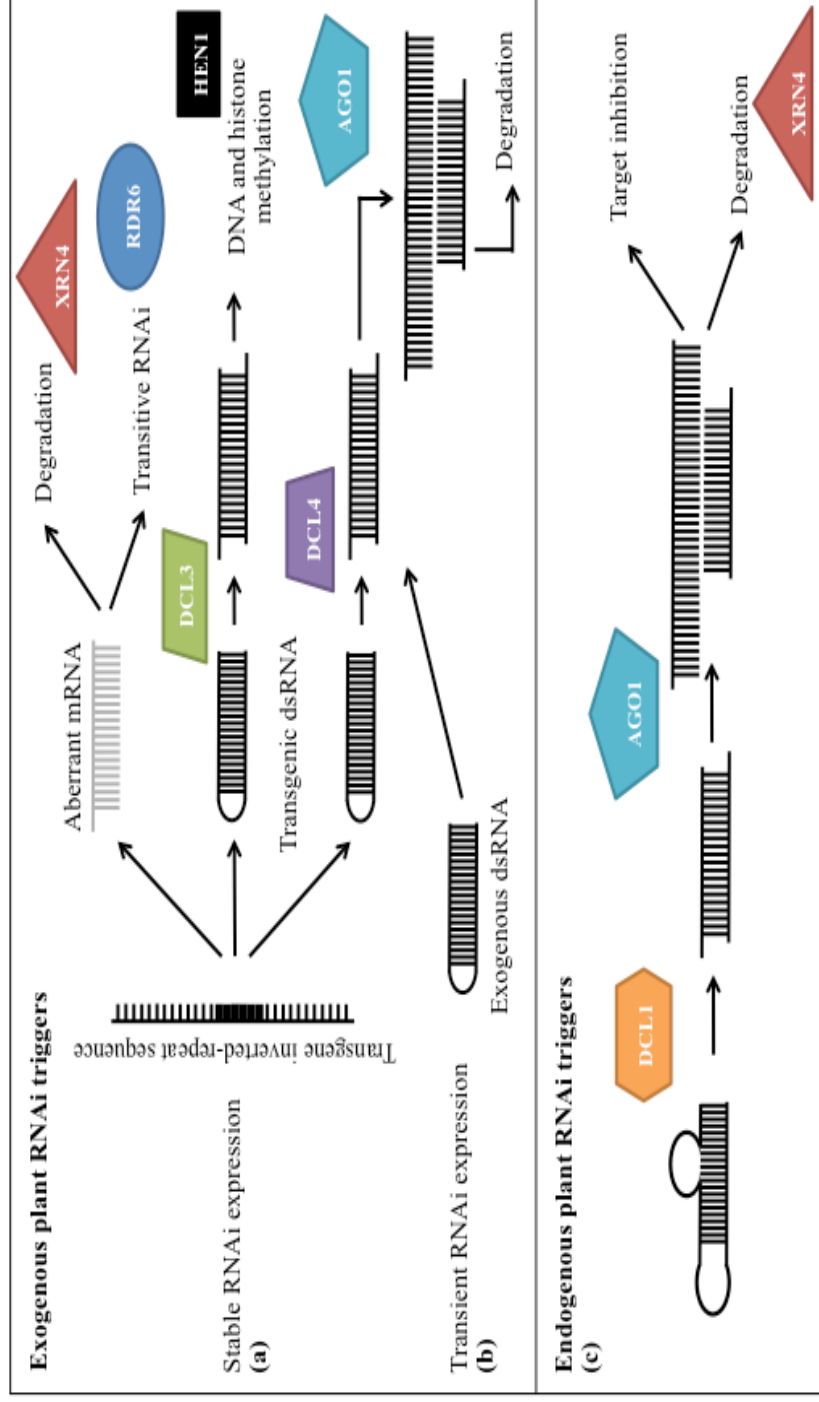 Exogenous plant RNAi triggers
Stable RNAi expression
(a)
Transgene inverted-repeat sequence
Aberrant mRNA
Degradation
XRN4
Transitive RNAi
RDR6
DCL3
DNA and histone
methylation
HEN1
Transgenic dsRNA
DCL4
AGO1
Degradation
Transient RNAi expression
(b)
Exogenous dsRNA
Endogenous plant RNAi triggers
(c)
DCL1
AGO1
Target inhibition
Degradation
XRN4